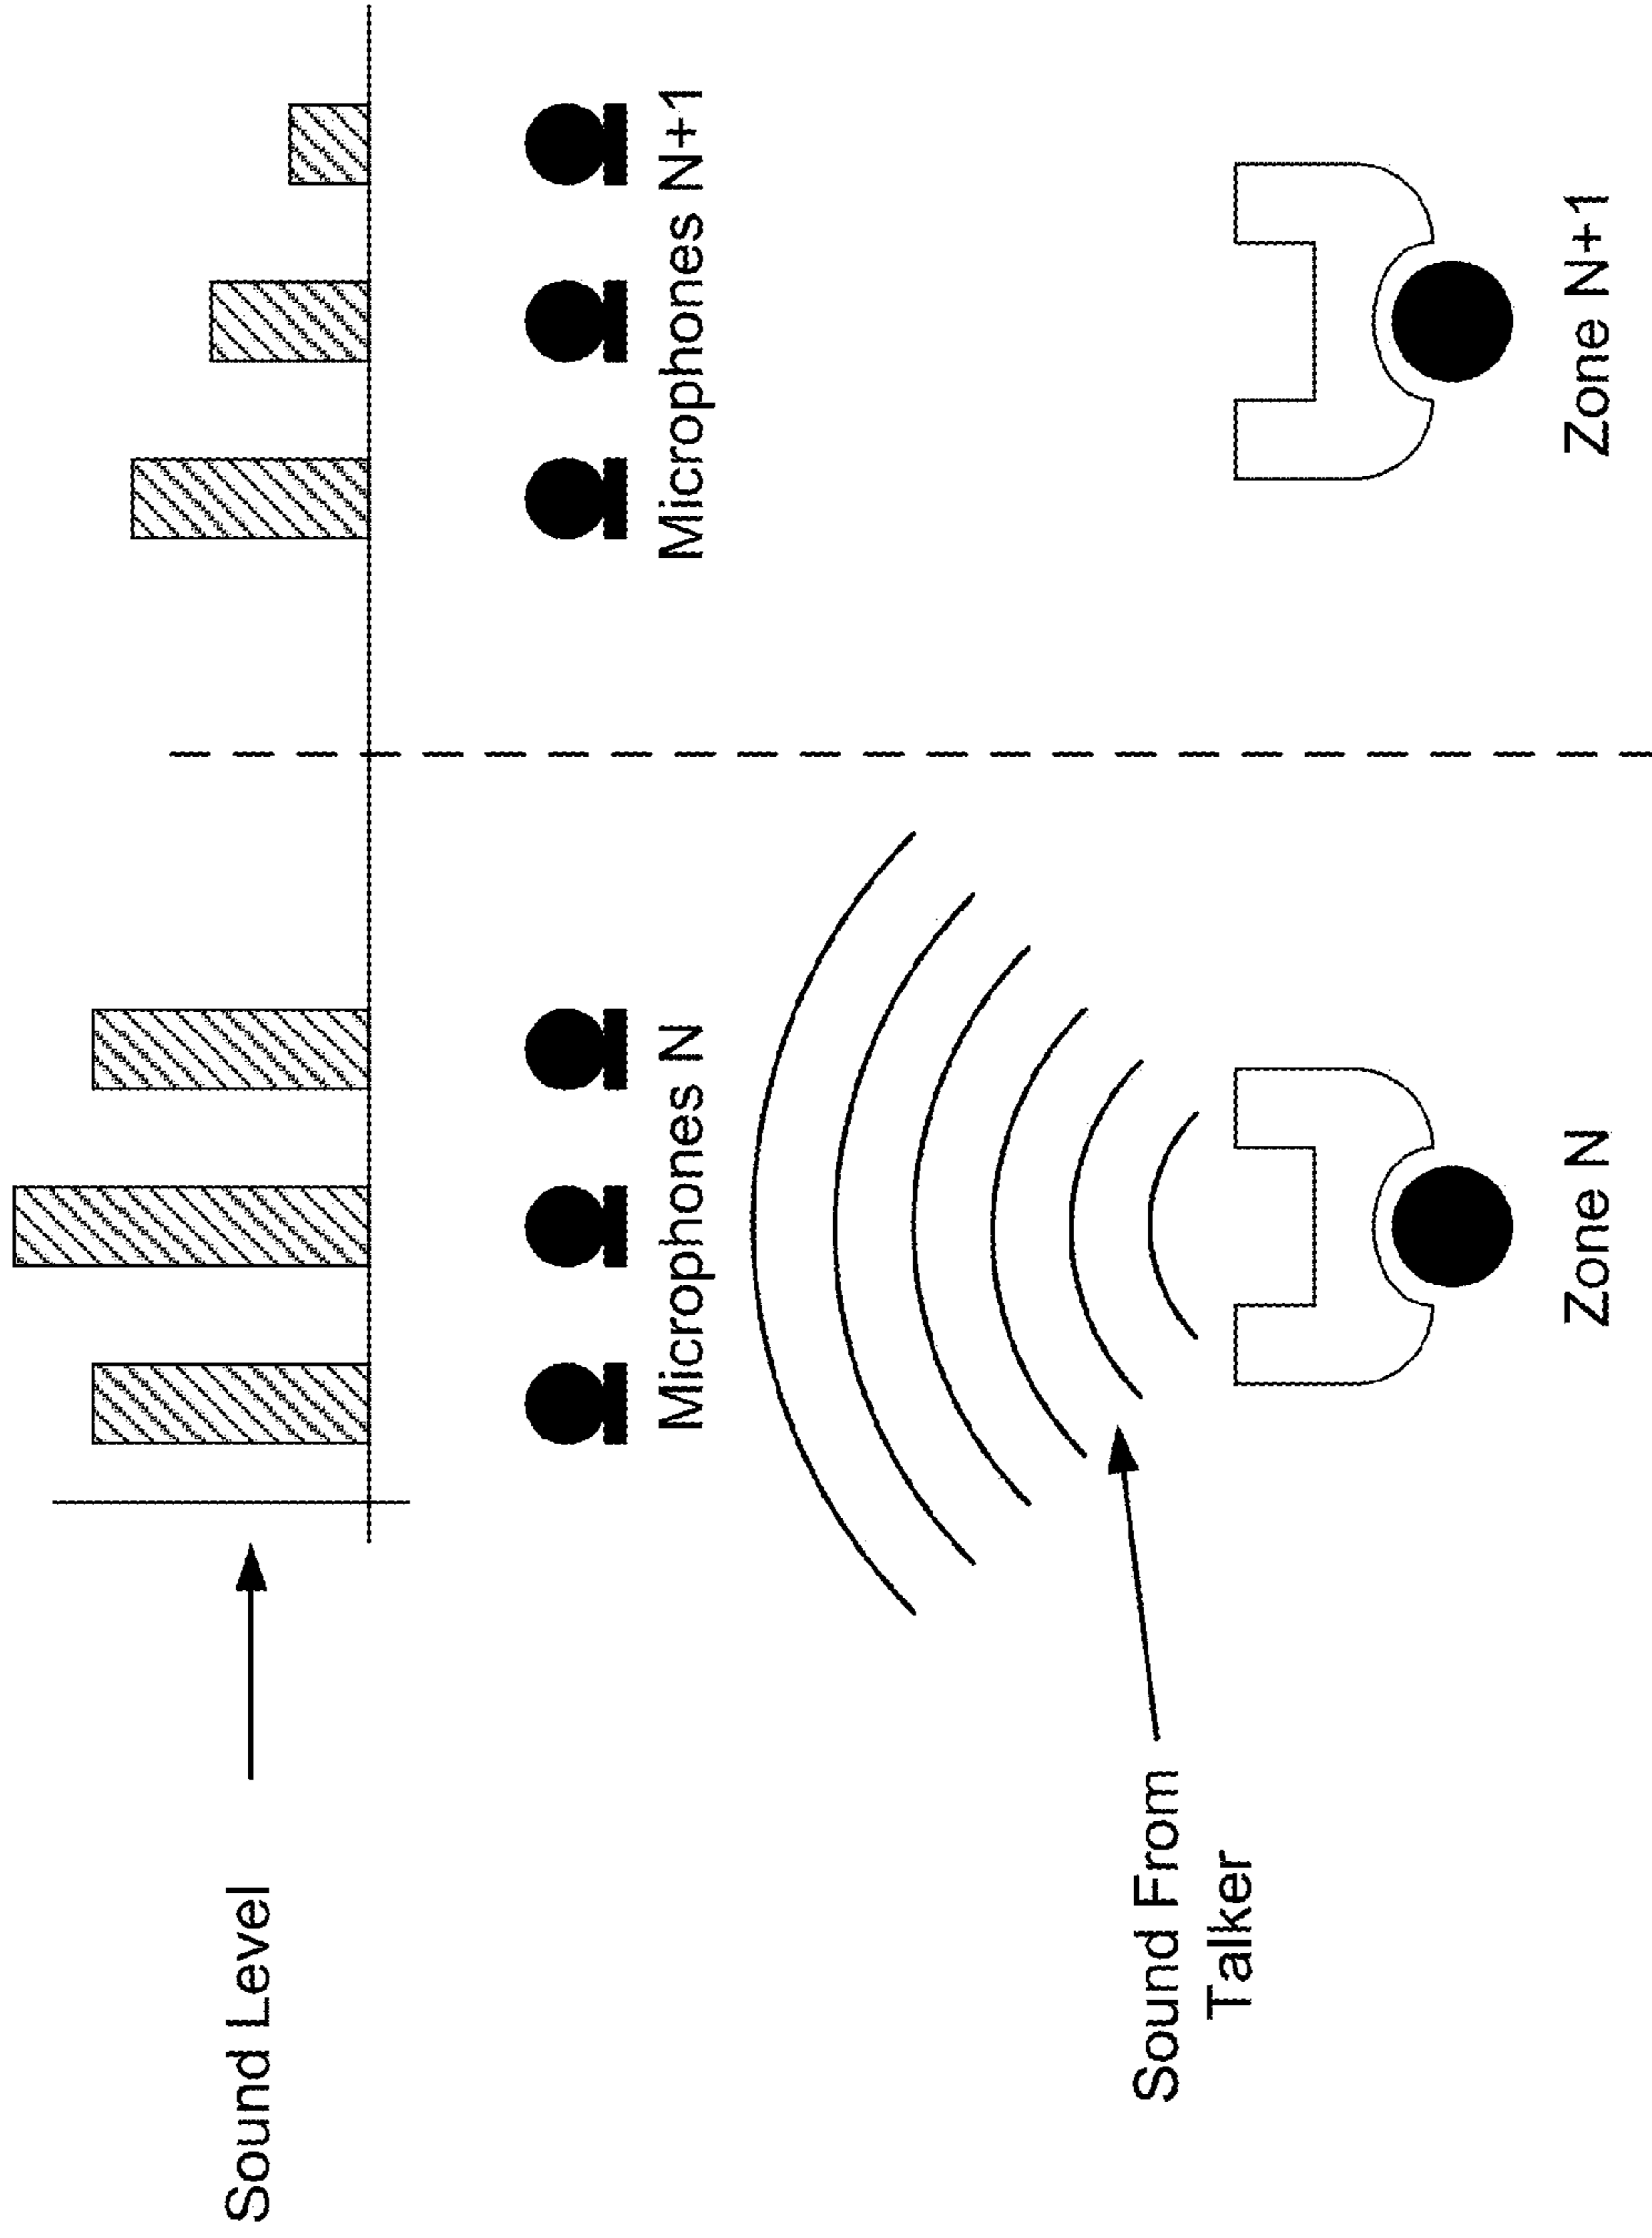 Sound Level
Microphones N
Microphones N+1
Sound From
Talker
Zone N
Zone N+1